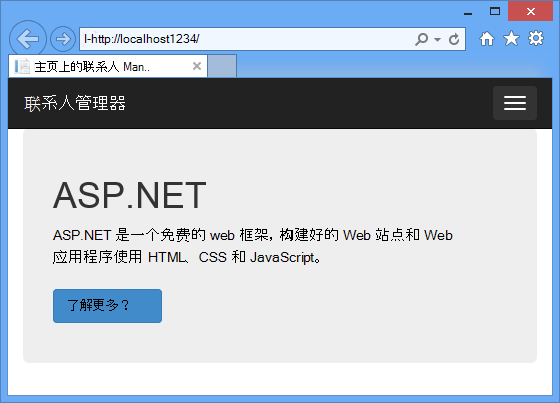 l-http://localhost1234/
主页上的联系人 Man..
联系人管理器
ASP.NET
ASP.NET 是一个免费的 web 框架，构建好的 Web 站点和 Web
应用程序使用 HTML、CSS 和 JavaScript。
了解更多？